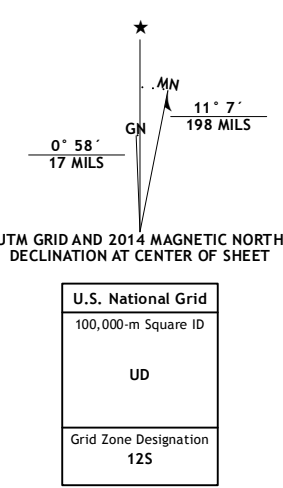 ★
MN
GN
11° 7´
198 MILS
0° 58´
17 MILS
UTM GRID AND 2014 MAGNETIC NORTH
DECLINATION AT CENTER OF SHEET
U.S. National Grid
100,000-m Square ID
UD
Grid Zone Designation
12S